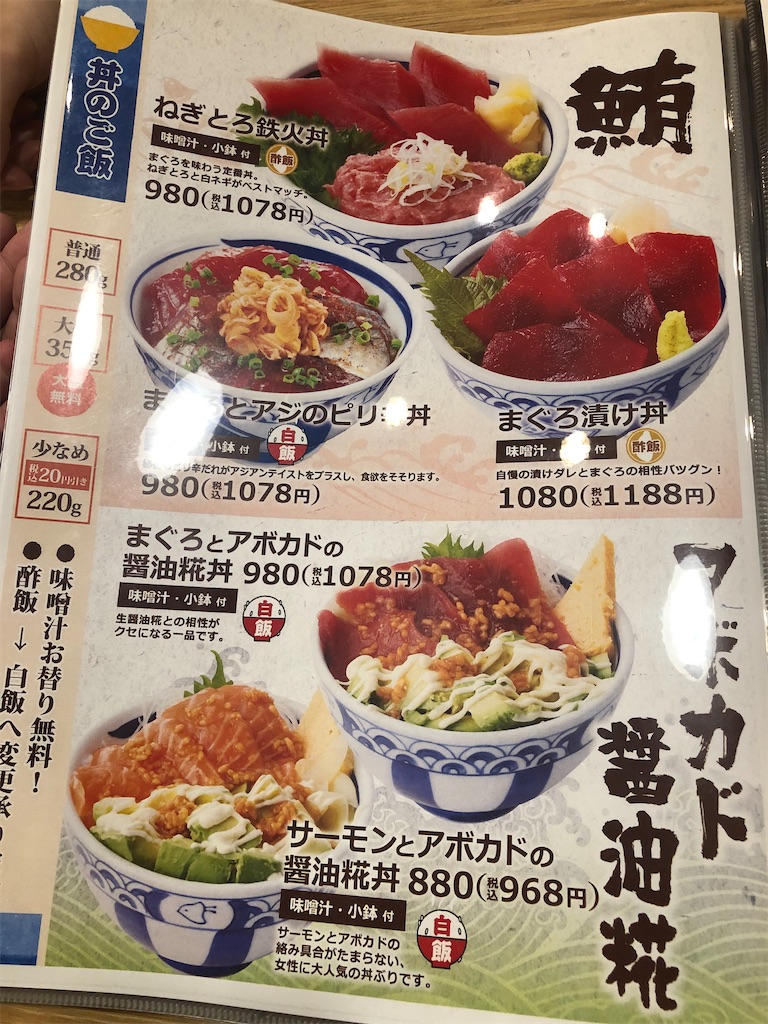 丼のご飯
普通
280g
大
35 g
大 無料
少なめ
税込20円引き
220g
●味噌汁お替り無料！
●酢飯→白飯へ変更承り
鮪
ねぎとろ鉄火丼
味噌汁・小鉢 付
酢飯
まぐろを味わう定番丼。
ねぎとろと白ネギがベストマッチ。
980(税込1078円)
まぐろとアジのピリ辛丼
小鉢 付
白飯
辛だれがアジアンテイストをプラスし、食欲をそそります。
980(税込1078円)
まぐろ漬け丼
味噌汁・ 付
酢飯
自慢の漬けダレとまぐろの相性バツグン！
1080(税込1188円)
アボカド
醤油糀
まぐろとアボカドの
醤油糀丼 980(税込1078円)
味噌汁・小鉢 付
白飯
生醤油糀との相性が
クセになる一品です。
サーモンとアボカドの
醤油糀丼 880(税込968円)
味噌汁・小鉢 付
白飯
サーモンとアボカドの
絡み具合がたまらない、
女性に大人気の丼ぶりです。